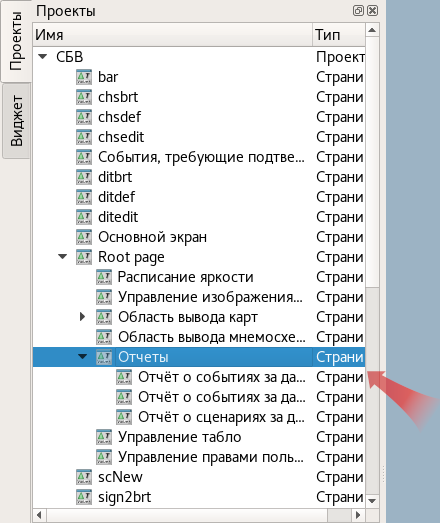 Проекты
Проекты
Виджет
Имя Тип
СБВ Проект
bar Страни
chsbrt Страни
chsdef Страни
chsedit Страни
События, требующие подтве... Страни
ditbrt Страни
ditdef Страни
ditedit Страни
Основной экран Страни
Root page Страни
Расписание яркости Страни
Управление изображения... Страни
Область вывода карт Страни
Область вывода мнемосхе... Страни
Отчеты Страни
Отчёт о событиях за да... Страни
Отчёт о событиях за да... Страни
Отчёт о сценариях за д... Страни
Управление табло Страни
Управление правами поль... Страни
scNew Страни
sign2brt Страни